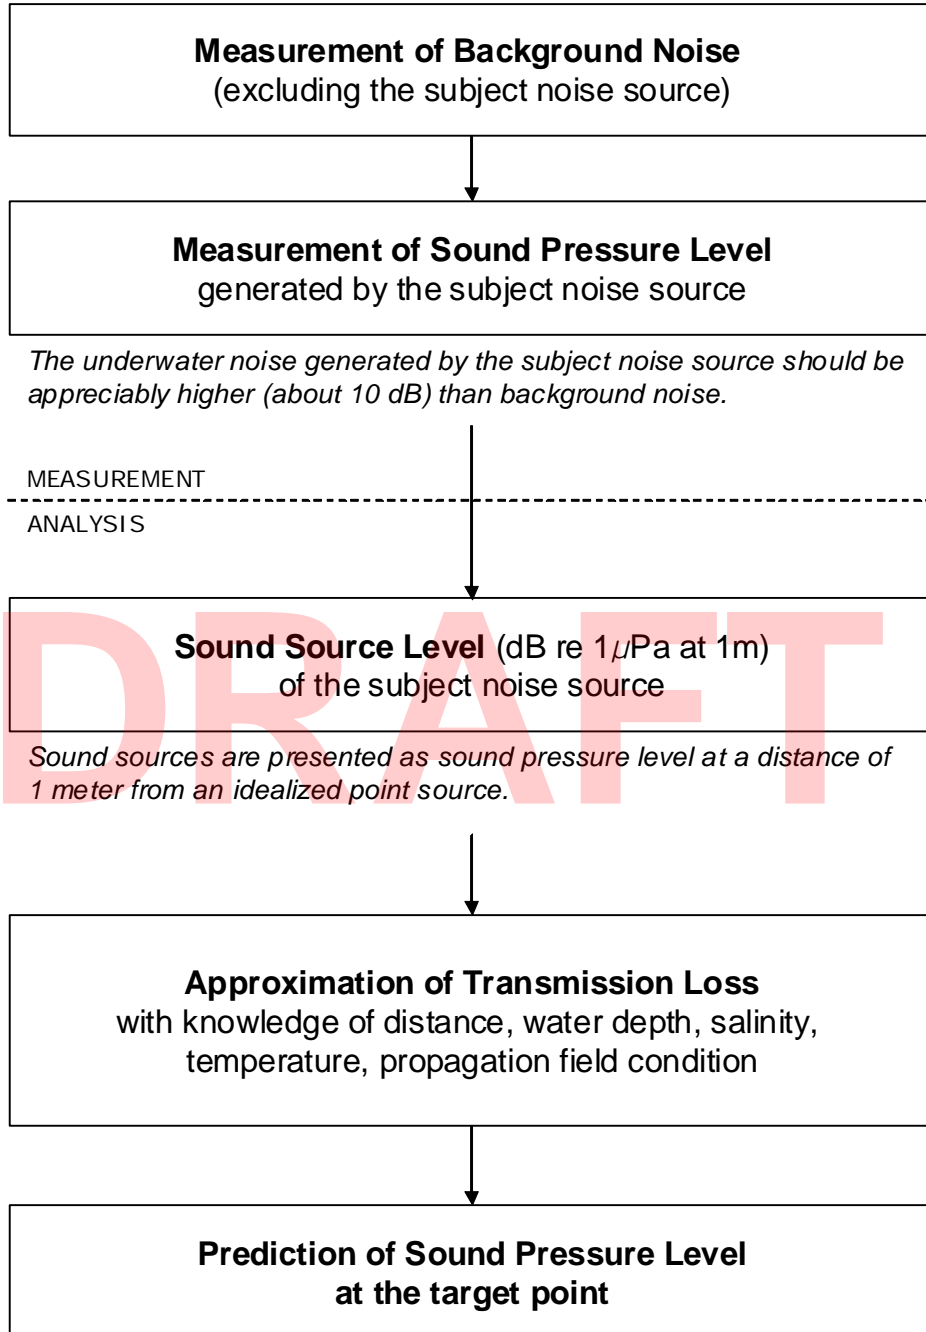 Measurement of Background Noise
(excluding the subject noise source)
Measurement of Sound Pressure Level
generated by the subject noise source
The underwater noise generated by the subject noise source should be
appreciably higher (about 10 dB) than background noise.
MEASUREMENT
ANALYSIS
DRAFT
Sound Source Level (dB re 1μPa at 1m)
of the subject noise source
Sound sources are presented as sound pressure level at a distance of
1 meter from an idealized point source.
Approximation of Transmission Loss
with knowledge of distance, water depth, salinity,
temperature, propagation field condition
Prediction of Sound Pressure Level
at the target point